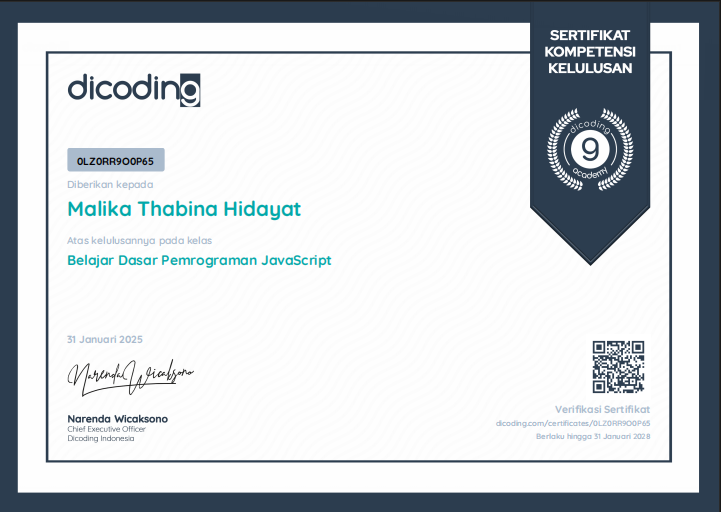 SERTIFIKAT
KOMPETENSI
KELULUSAN
dicoding
dicoding
9
academy
0LZ0RR9O0P65
Diberikan kepada
Malika Thabina Hidayat
Atas kelulusannya pada kelas
Belajar Dasar Pemrograman JavaScript
31 Januari 2025
Narenda Wicaksono
Narenda Wicaksono
Chief Executive Officer
Dicoding Indonesia
Verifikasi Sertifikat
dicoding.com/certificates/0LZ0RR9O0P65
Berlaku hingga 31 Januari 2028